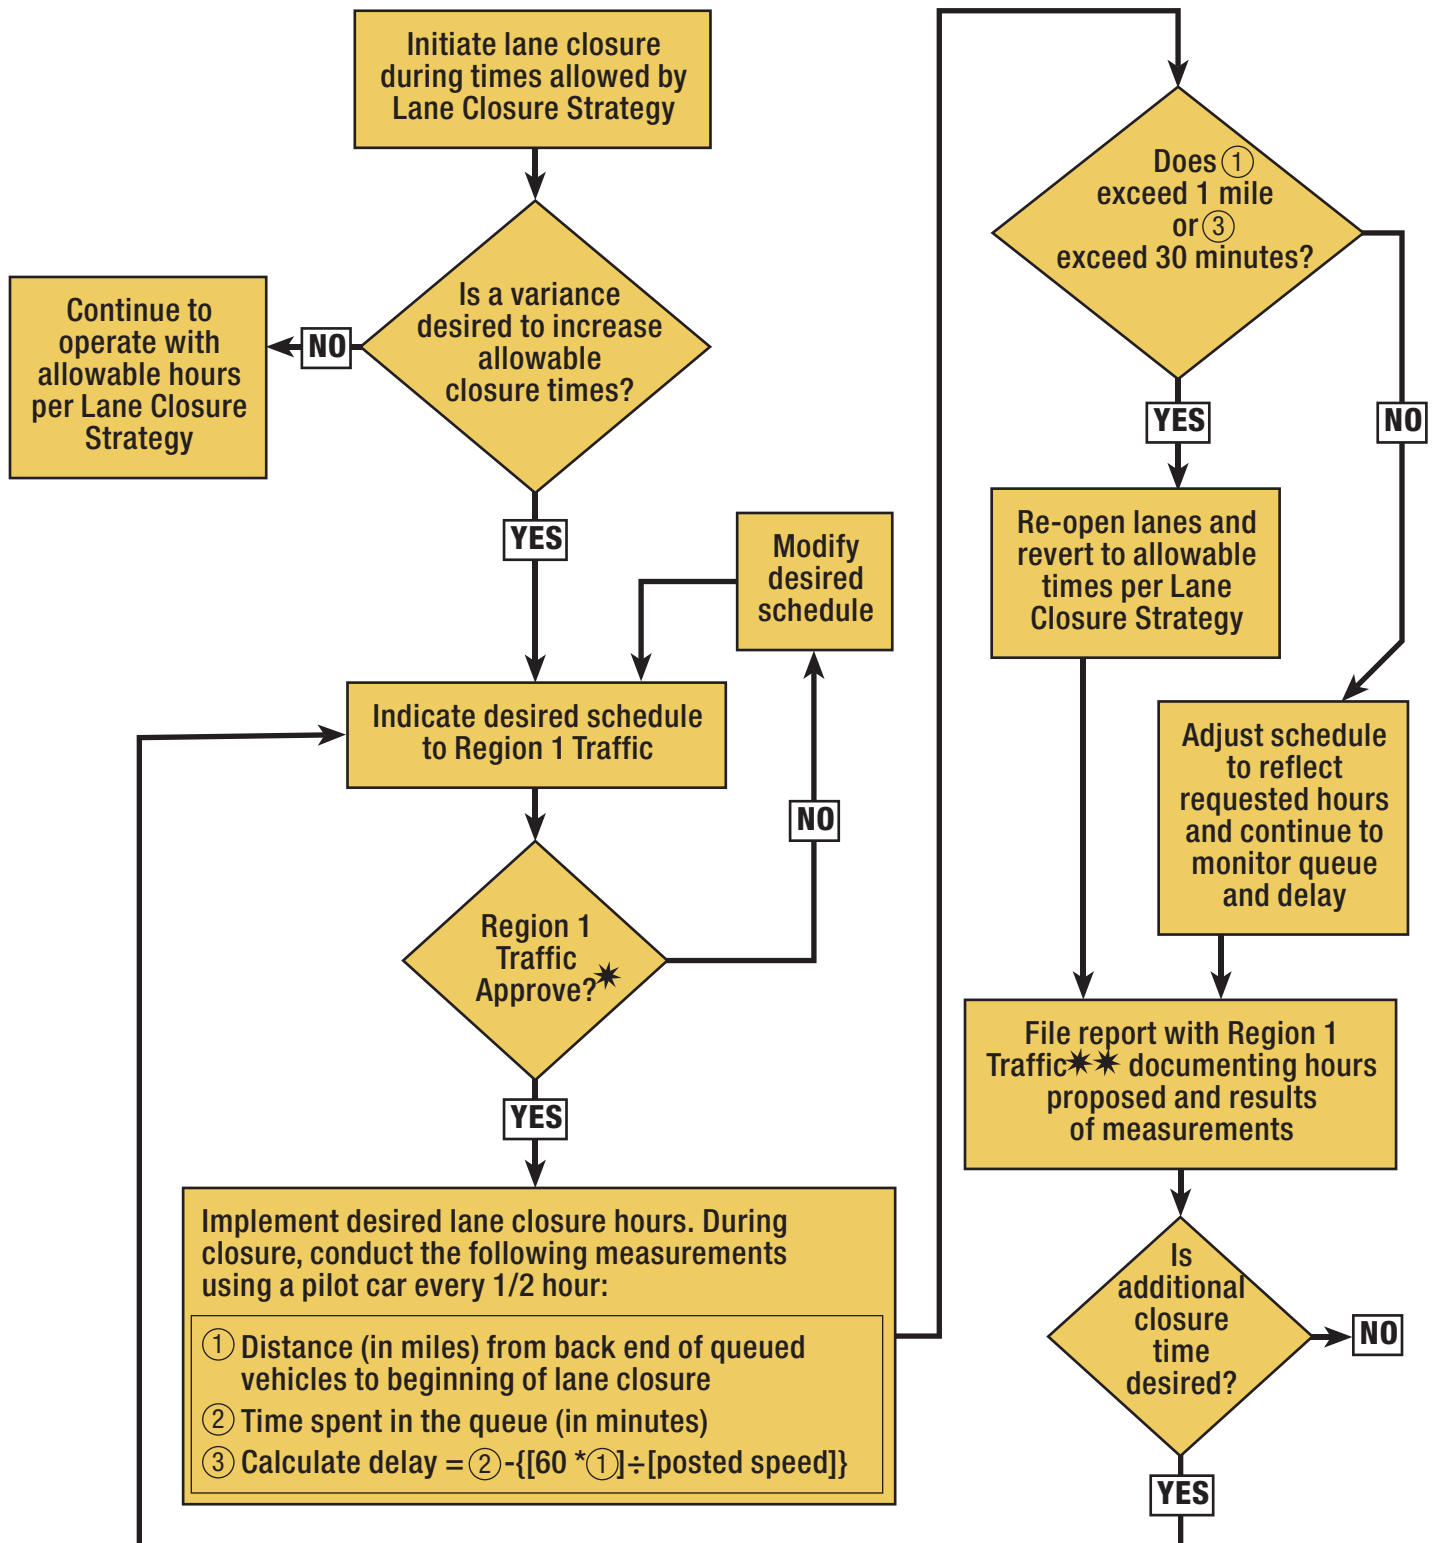 Initiate lane closure
during times allowed by
Lane Closure Strategy
Is a variance
desired to increase
allowable
closure times?
NO
Continue to
operate with
allowable hours
per Lane Closure
Strategy
YES
Modify
desired
schedule
Indicate desired schedule
to Region 1 Traffic
NO
Region 1
Traffic
Approve?✷
YES
Implement desired lane closure hours. During
closure, conduct the following measurements
using a pilot car every 1/2 hour:
① Distance (in miles) from back end of queued
vehicles to beginning of lane closure
② Time spent in the queue (in minutes)
③ Calculate delay = ②-{[60 *①]÷[posted speed]}
Does ①
exceed 1 mile
or ③
exceed 30 minutes?
YES
NO
Re-open lanes and
revert to allowable
times per Lane
Closure Strategy
Adjust schedule
to reflect
requested hours
and continue to
monitor queue
and delay
File report with Region 1
Traffic✷✷ documenting hours
proposed and results
of measurements
Is
additional
closure
time
desired?
NO
YES